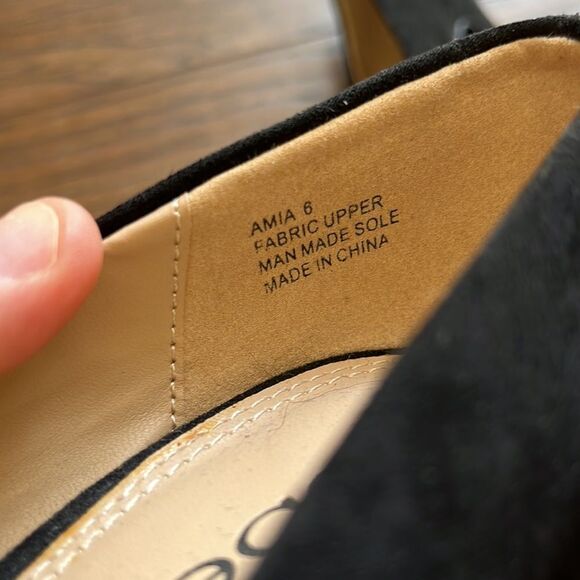 AMIA 6
FABRIC UPPER
MAN MADE SOLE
MADE IN CHINA